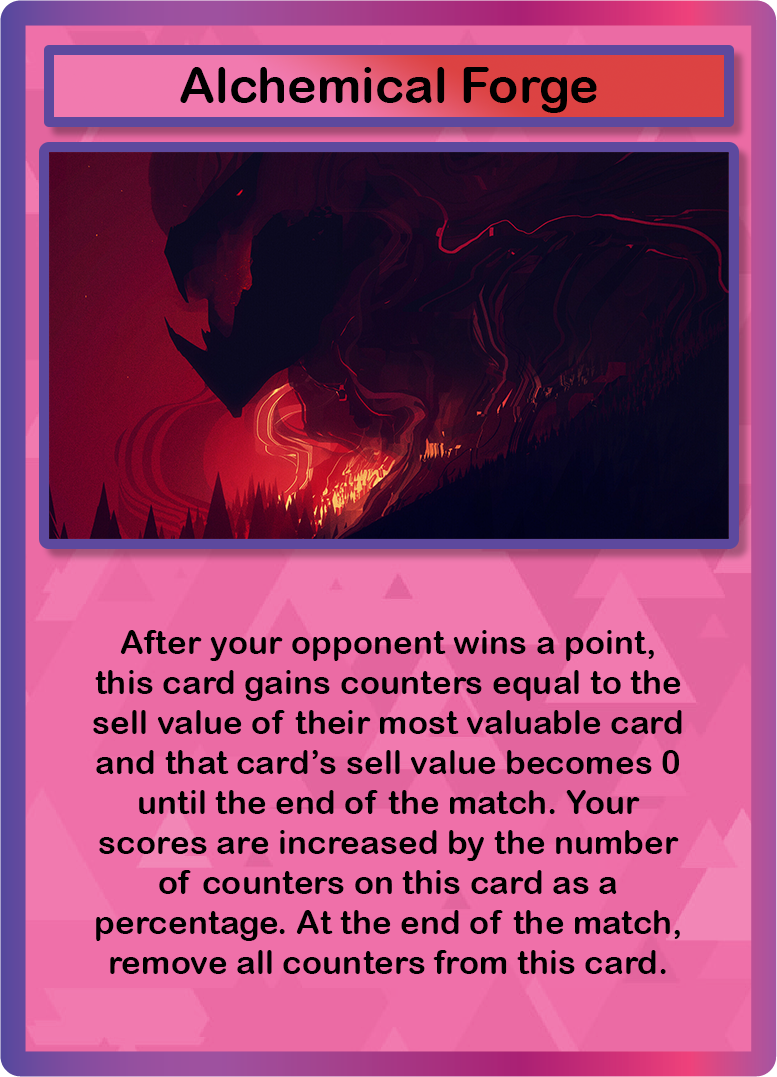 Alchemical Forge
After your opponent wins a point,
this card gains counters equal to the
sell value of their most valuable card
and that card’s sell value becomes 0
until the end of the match. Your
scores are increased by the number
of counters on this card as a
percentage. At the end of the match,
remove all counters from this card.